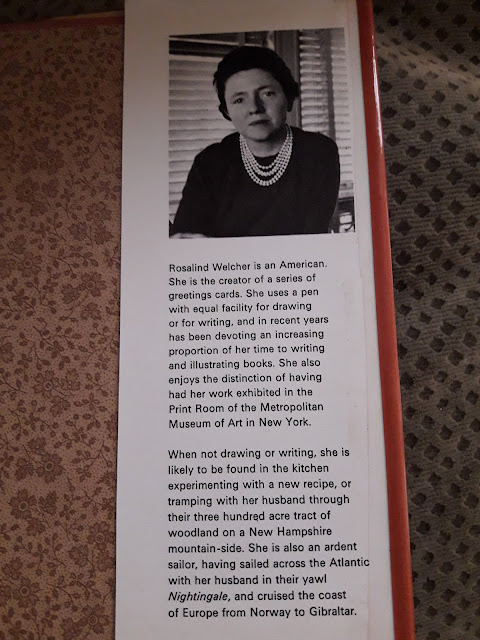 Rosalind Welcher is an American.
She is the creator of a series of
greetings cards. She uses a pen
with equal facility for drawing
or for writing, and in recent years
has been devoting an increasing
proportion of her time to writing
and illustrating books. She also
enjoys the distinction of having
had her work exhibited in the
Print Room of the Metropolitan
Museum of Art in New York.
When not drawing or writing, she is
likely to be found in the kitchen
experimenting with a new recipe, or
tramping with her husband through
their three hundred acre tract of
woodland on a New Hampshire
mountain-side. She is also an ardent
sailor, having sailed across the Atlantic
with her husband in their yawl
Nightingale, and cruised the coast
of Europe from Norway to Gibraltar.